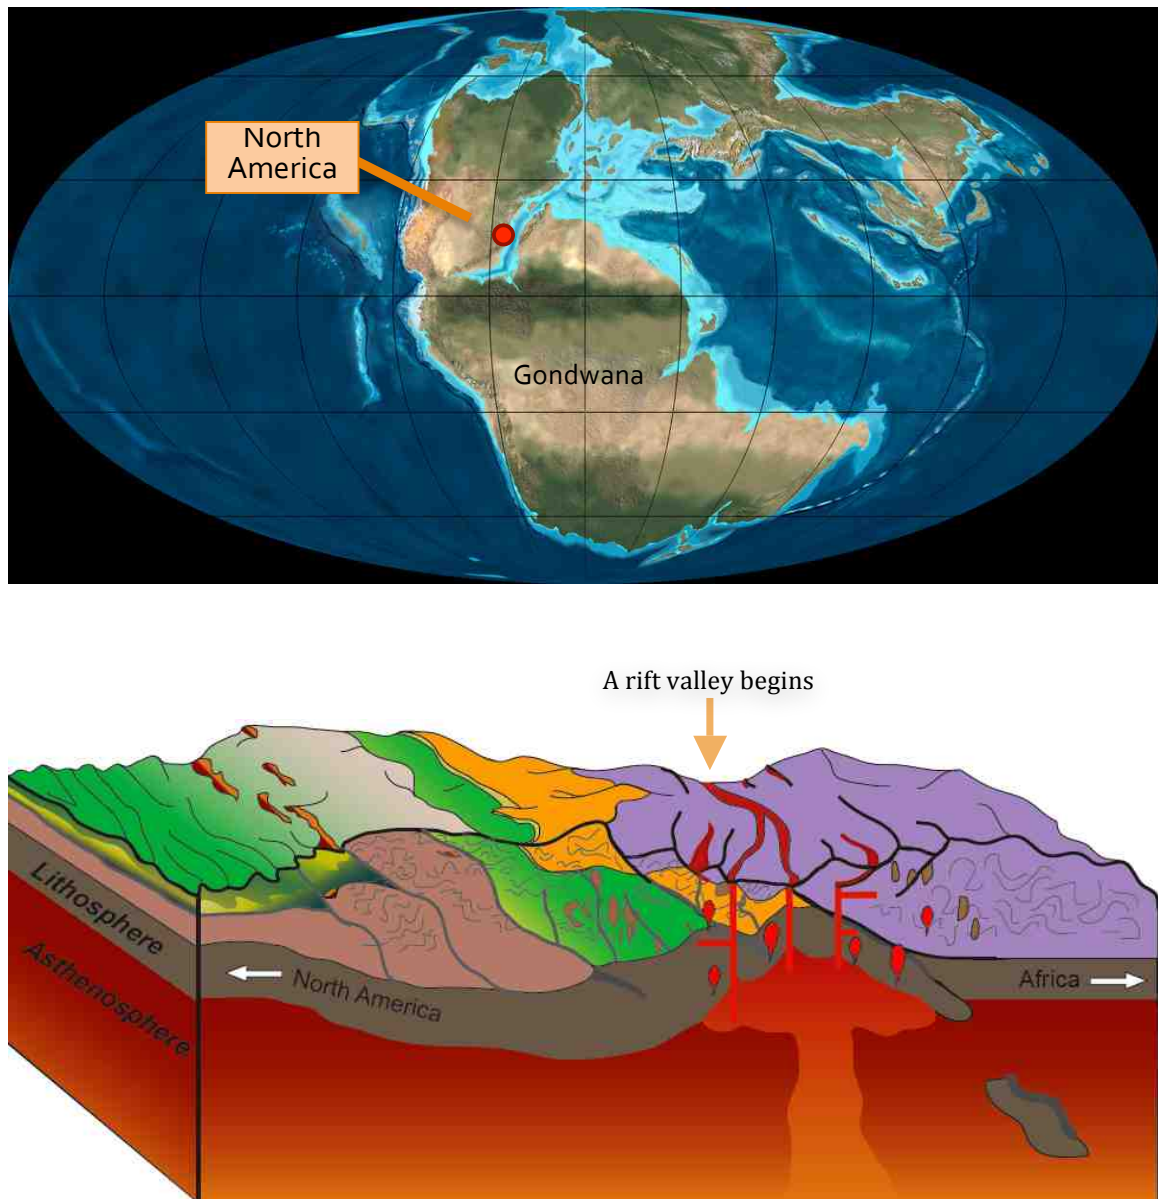 North
America
Gondwana
A rift valley begins
Lithosphere
Asthenosphere
North America
Africa